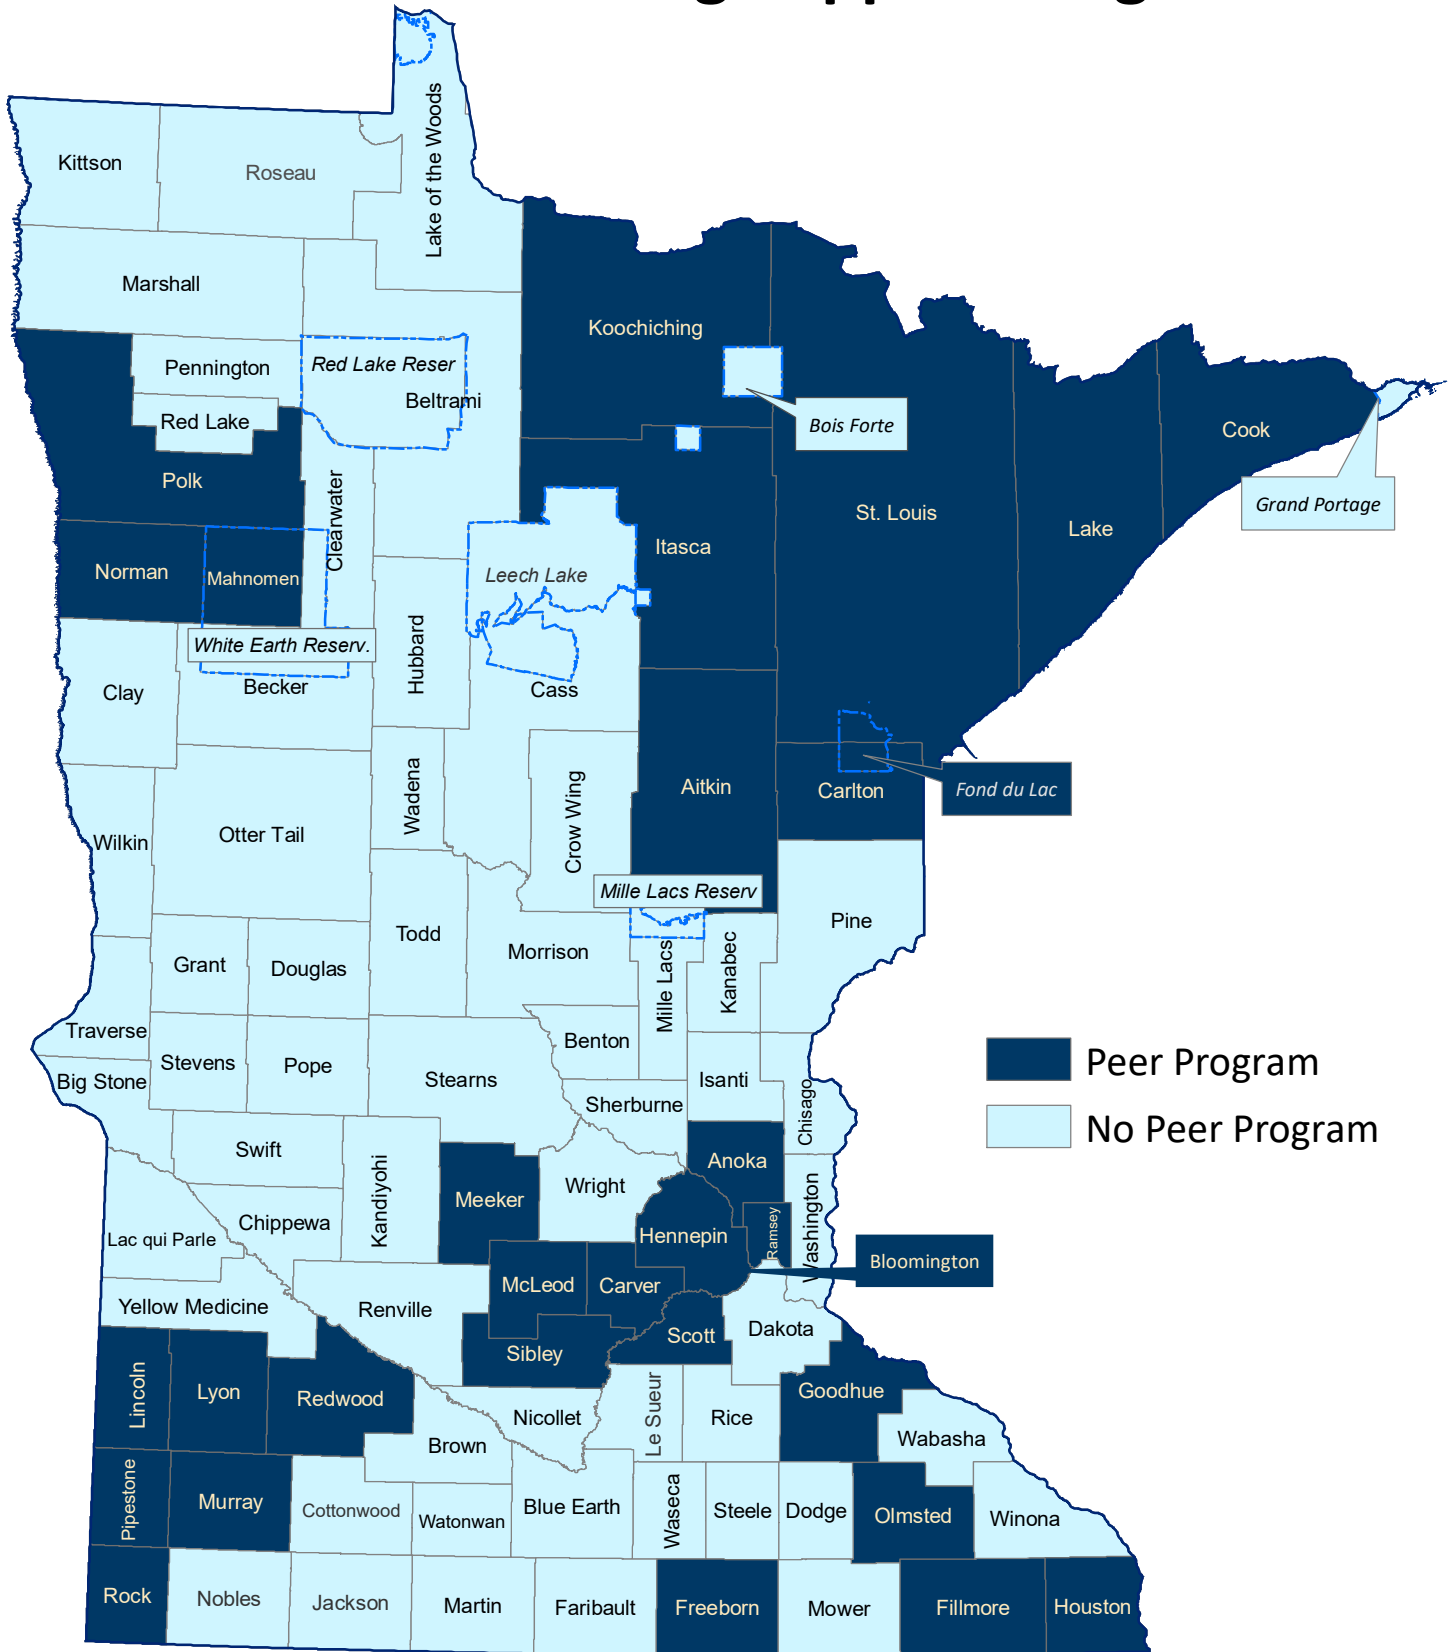 Kittson
Roseau
Lake of the Woods
Marshall
Koochiching
Pennington
Red Lake Reser
Beltrami
Red Lake
Bois Forte
Cook
Polk
Clearwater
Grand Portage
St. Louis
Lake
Itasca
Norman
Mahnomen
Leech Lake
White Earth Reserv.
Hubbard
Clay
Becker
Cass
Aitkin
Carlton
Fond du Lac
Wadena
Crow Wing
Wilkin
Otter Tail
Mille Lacs Reserv
Pine
Todd
Morrison
Grant
Douglas
Mille Lacs
Kanabec
Traverse
Benton
Stevens
Pope
Stearns
Isanti
Big Stone
Sherburne
Chisago
Peer Program
No Peer Program
Swift
Kandiyohi
Anoka
Meeker
Wright
Washington
Chippewa
Lac qui Parle
Hennepin
Ramsey
Bloomington
McLeod
Carver
Yellow Medicine
Renville
Dakota
Scott
Sibley
Lincoln
Lyon
Redwood
Goodhue
Nicollet
Le Sueur
Rice
Brown
Wabasha
Pipestone
Murray
Cottonwood
Watonwan
Blue Earth
Waseca
Steele
Dodge
Olmsted
Winona
Rock
Nobles
Jackson
Martin
Faribault
Freeborn
Mower
Fillmore
Houston